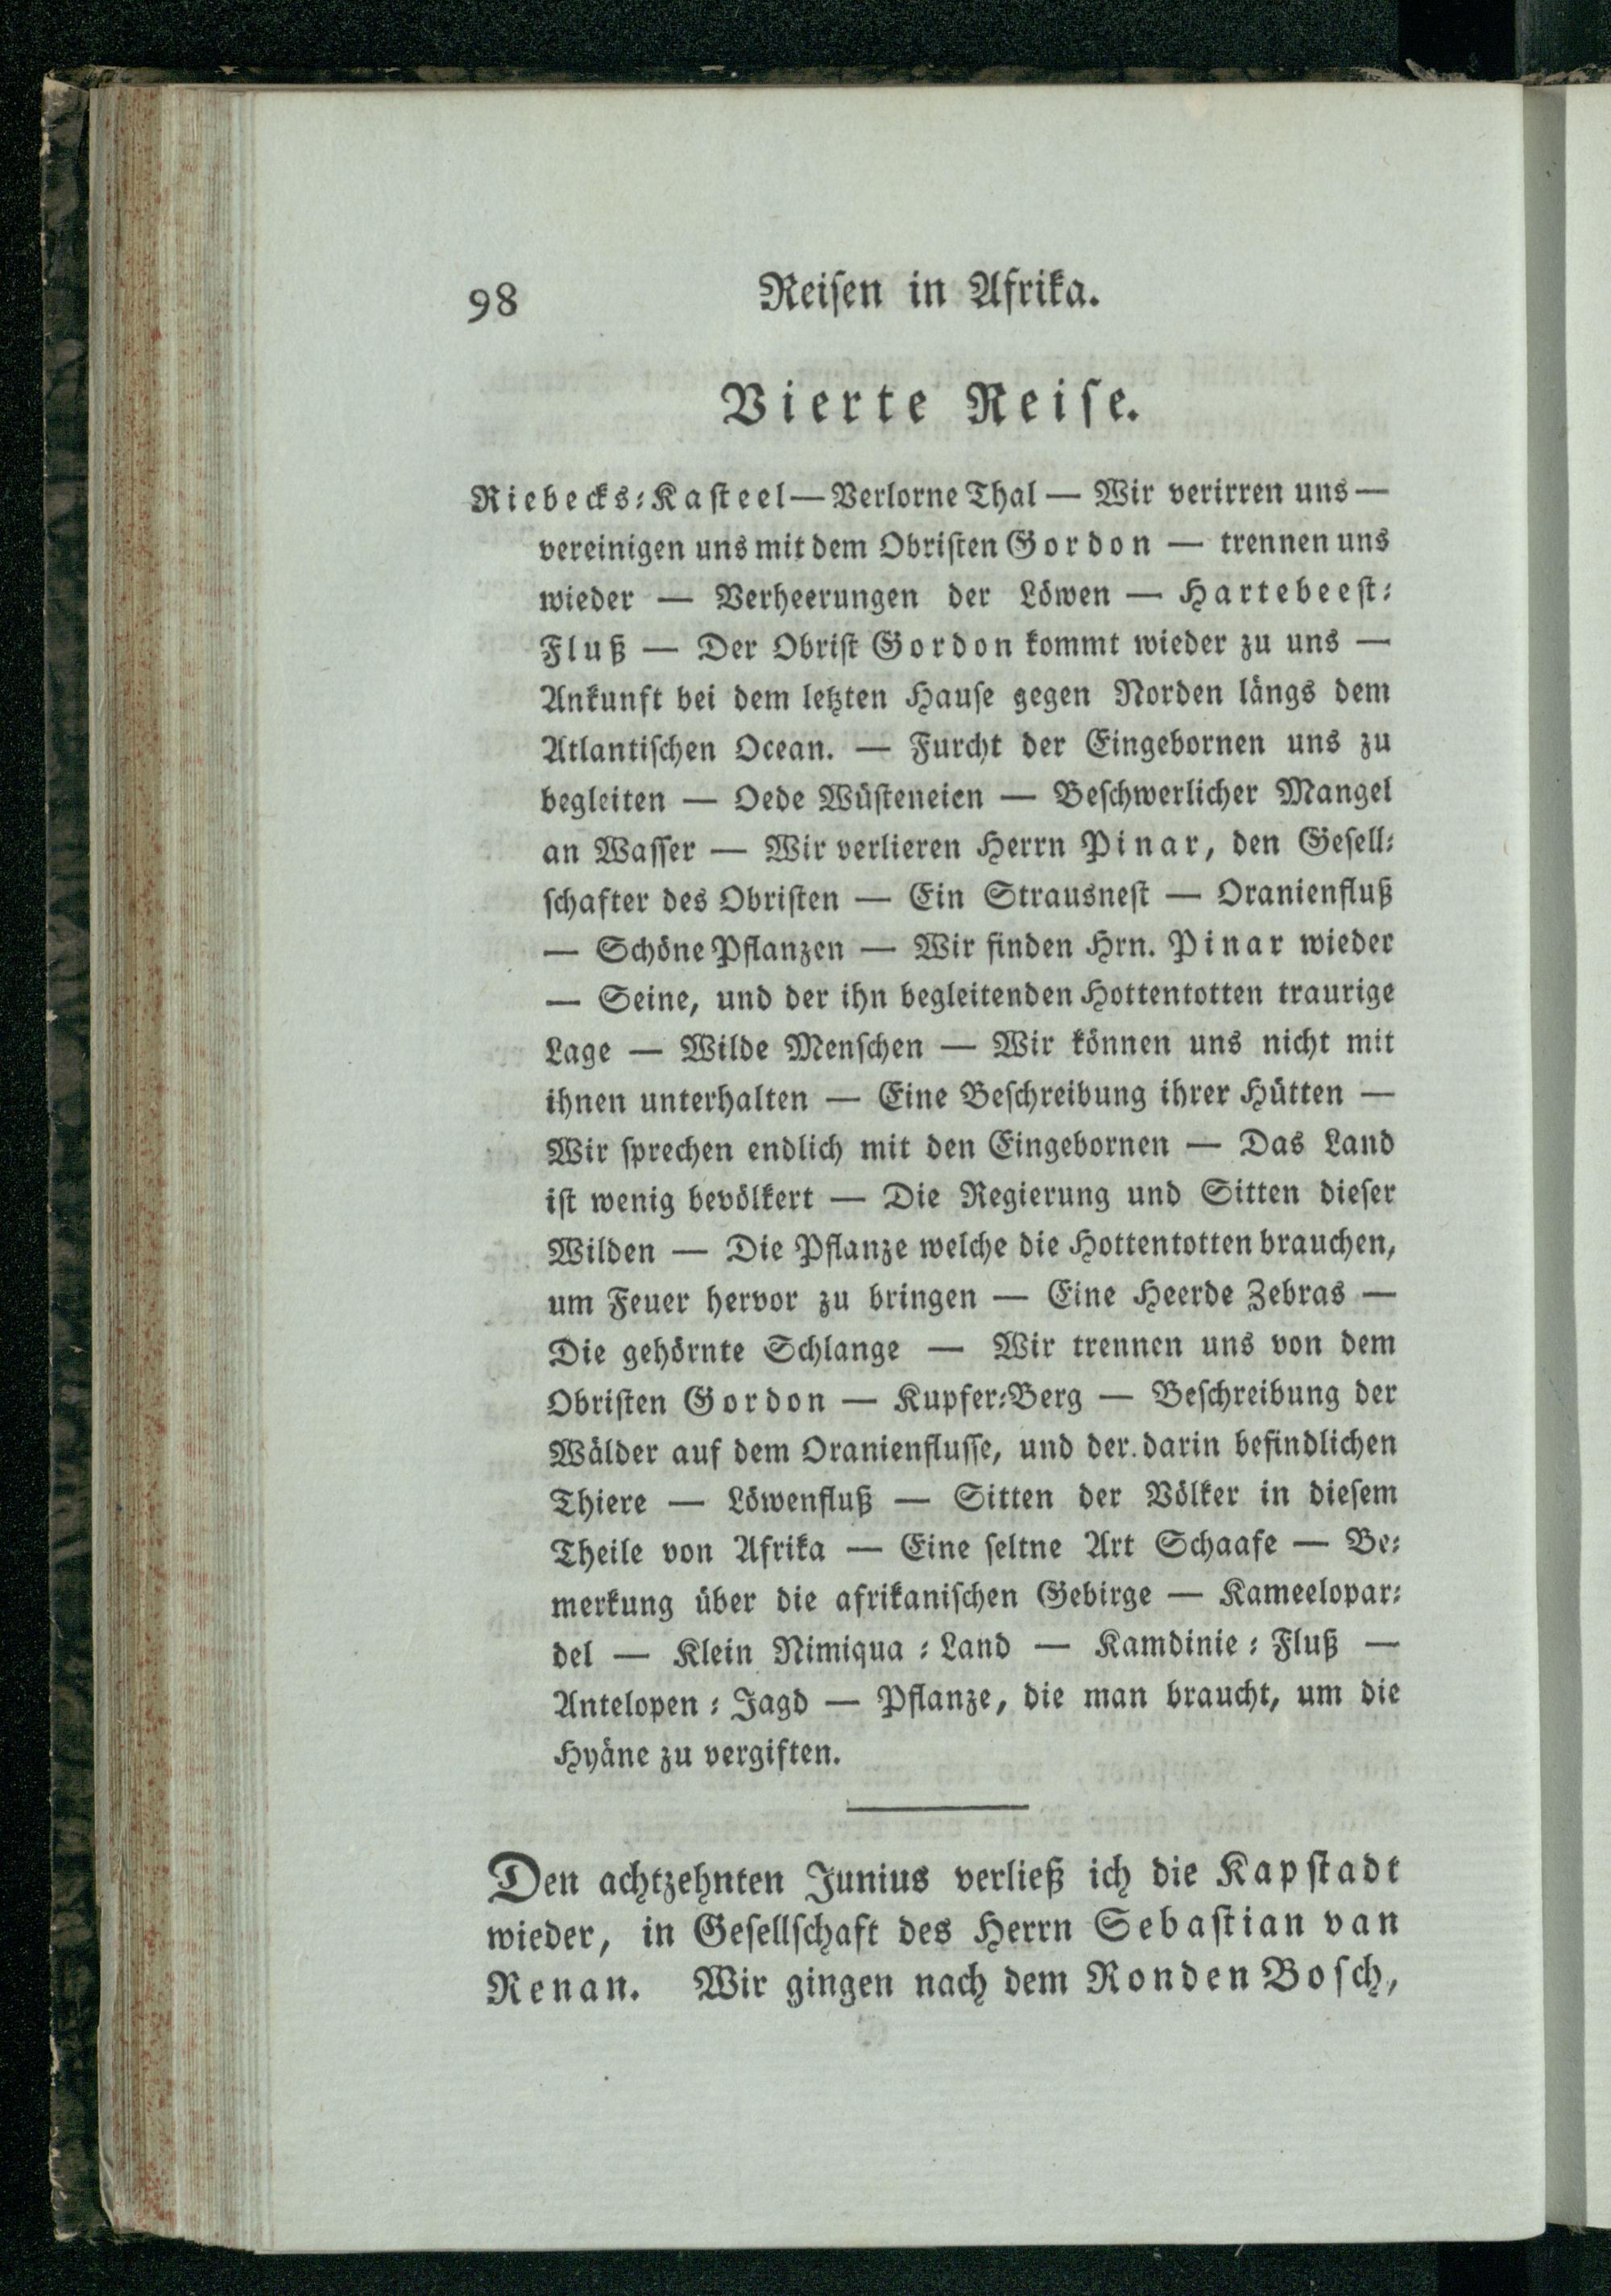 98 Reisen in Afrika.
Vierte Reise.
Riebecks-Kasteel — Verlorne Thal — Wir verirren uns —
vereinigen uns mit dem Obristen Gordon — trennen uns
wieder — Verheerungen der Löwen — Hartebeest-
Fluß — Der Obrist Gordon kommt wieder zu uns —
Ankunft bei dem letzten Hause gegen Norden längs dem
Atlantischen Ocean. — Furcht der Eingebornen uns zu
begleiten — Oede Wüsteneien — Beschwerlicher Mangel
an Wasser — Wir verlieren Herrn Pinar, den Gesell-
schafter des Obristen — Ein Strausnest — Oranienfluß
— Schöne Pflanzen — Wir finden Hrn. Pinar wieder
— Seine, und der ihn begleitenden Hottentotten traurige
Lage — Wilde Menschen — Wir können uns nicht mit
ihnen unterhalten — Eine Beschreibung ihrer Hütten —
Wir sprechen endlich mit den Eingebornen — Das Land
ist wenig bevölkert — Die Regierung und Sitten dieser
Wilden — Die Pflanze welche die Hottentotten brauchen,
um Feuer hervor zu bringen — Eine Heerde Zebras —
Die gehörnte Schlange — Wir trennen uns von dem
Obristen Gordon — Kupfer-Berg — Beschreibung der
Wälder auf dem Oranienflusse, und der darin befindlichen
Thiere — Löwenfluß — Sitten der Völker in diesem
Theile von Afrika — Eine seltne Art Schaafe — Be-
merkung über die afrikanischen Gebirge — Kameelopar-
del — Klein Nimiqua-Land — Kamdinie-Fluß —
Antelopen-Jagd — Pflanze, die man braucht, um die
Hyäne zu vergiften.
Den achtzehnten Junius verließ ich die Kapstadt
wieder, in Gesellschaft des Herrn Sebastian van
Renan. Wir gingen nach dem Ronden Bosch,